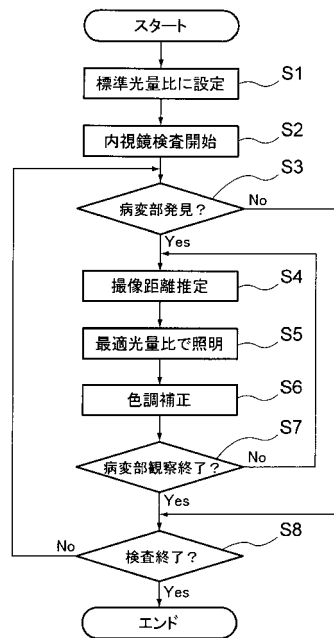 スタート
標準光量比に設定
S1
内視鏡検査開始
S2
病変部発見？
S3
No
Yes
撮像距離推定
S4
最適光量比で照明
S5
色調補正
S6
病変部観察終了？
S7
No
Yes
検査終了？
S8
No
Yes
エンド